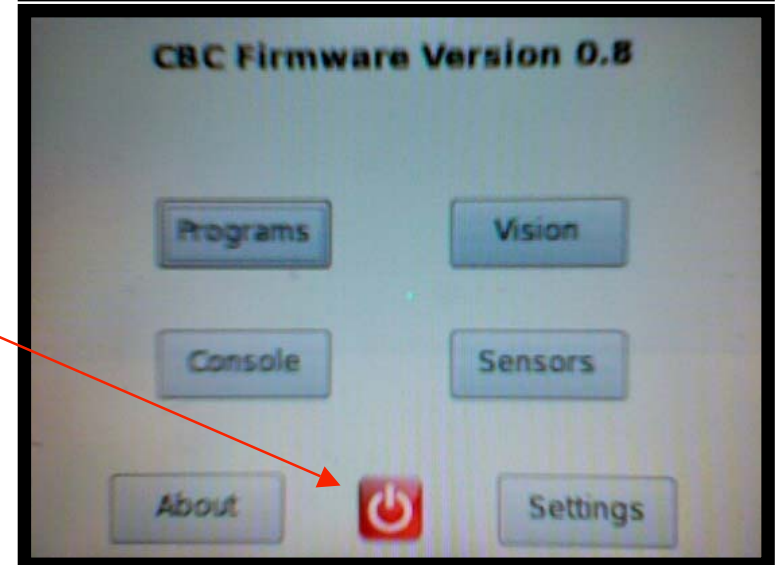 CBC Firmware Version 0.8
Programs Vision
Console Sensors
About Settings